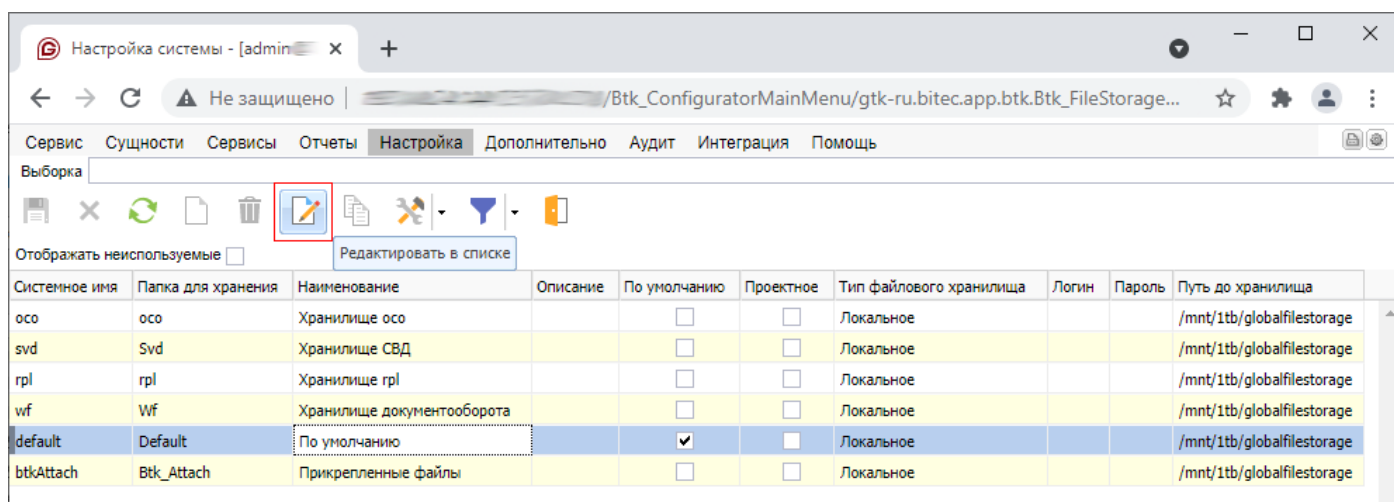 Настройка системы - [admin
Не защищено | /Btk_ConfiguratorMainMenu/gtk-ru.bitec.app.btk.Btk_FileStorage...
Сервис Сущности Сервисы Отчеты Настройка Дополнительно Аудит Интеграция Помощь
Выборка
Отображать неиспользуемые
Редактировать в списке
Системное имя Папка для хранения Наименование Описание По умолчанию Проектное Тип файлового хранилища Логин Пароль Путь до хранилища
oco oco Хранилище oco Локальное /mnt/1tb/globalfilestorage
svd Svd Хранилище СВД Локальное /mnt/1tb/globalfilestorage
rpl rpl Хранилище rpl Локальное /mnt/1tb/globalfilestorage
wf Wf Хранилище документооборота Локальное /mnt/1tb/globalfilestorage
default Default По умолчанию Локальное /mnt/1tb/globalfilestorage
btkAttach Btk_Attach Прикрепленные файлы Локальное /mnt/1tb/globalfilestorage